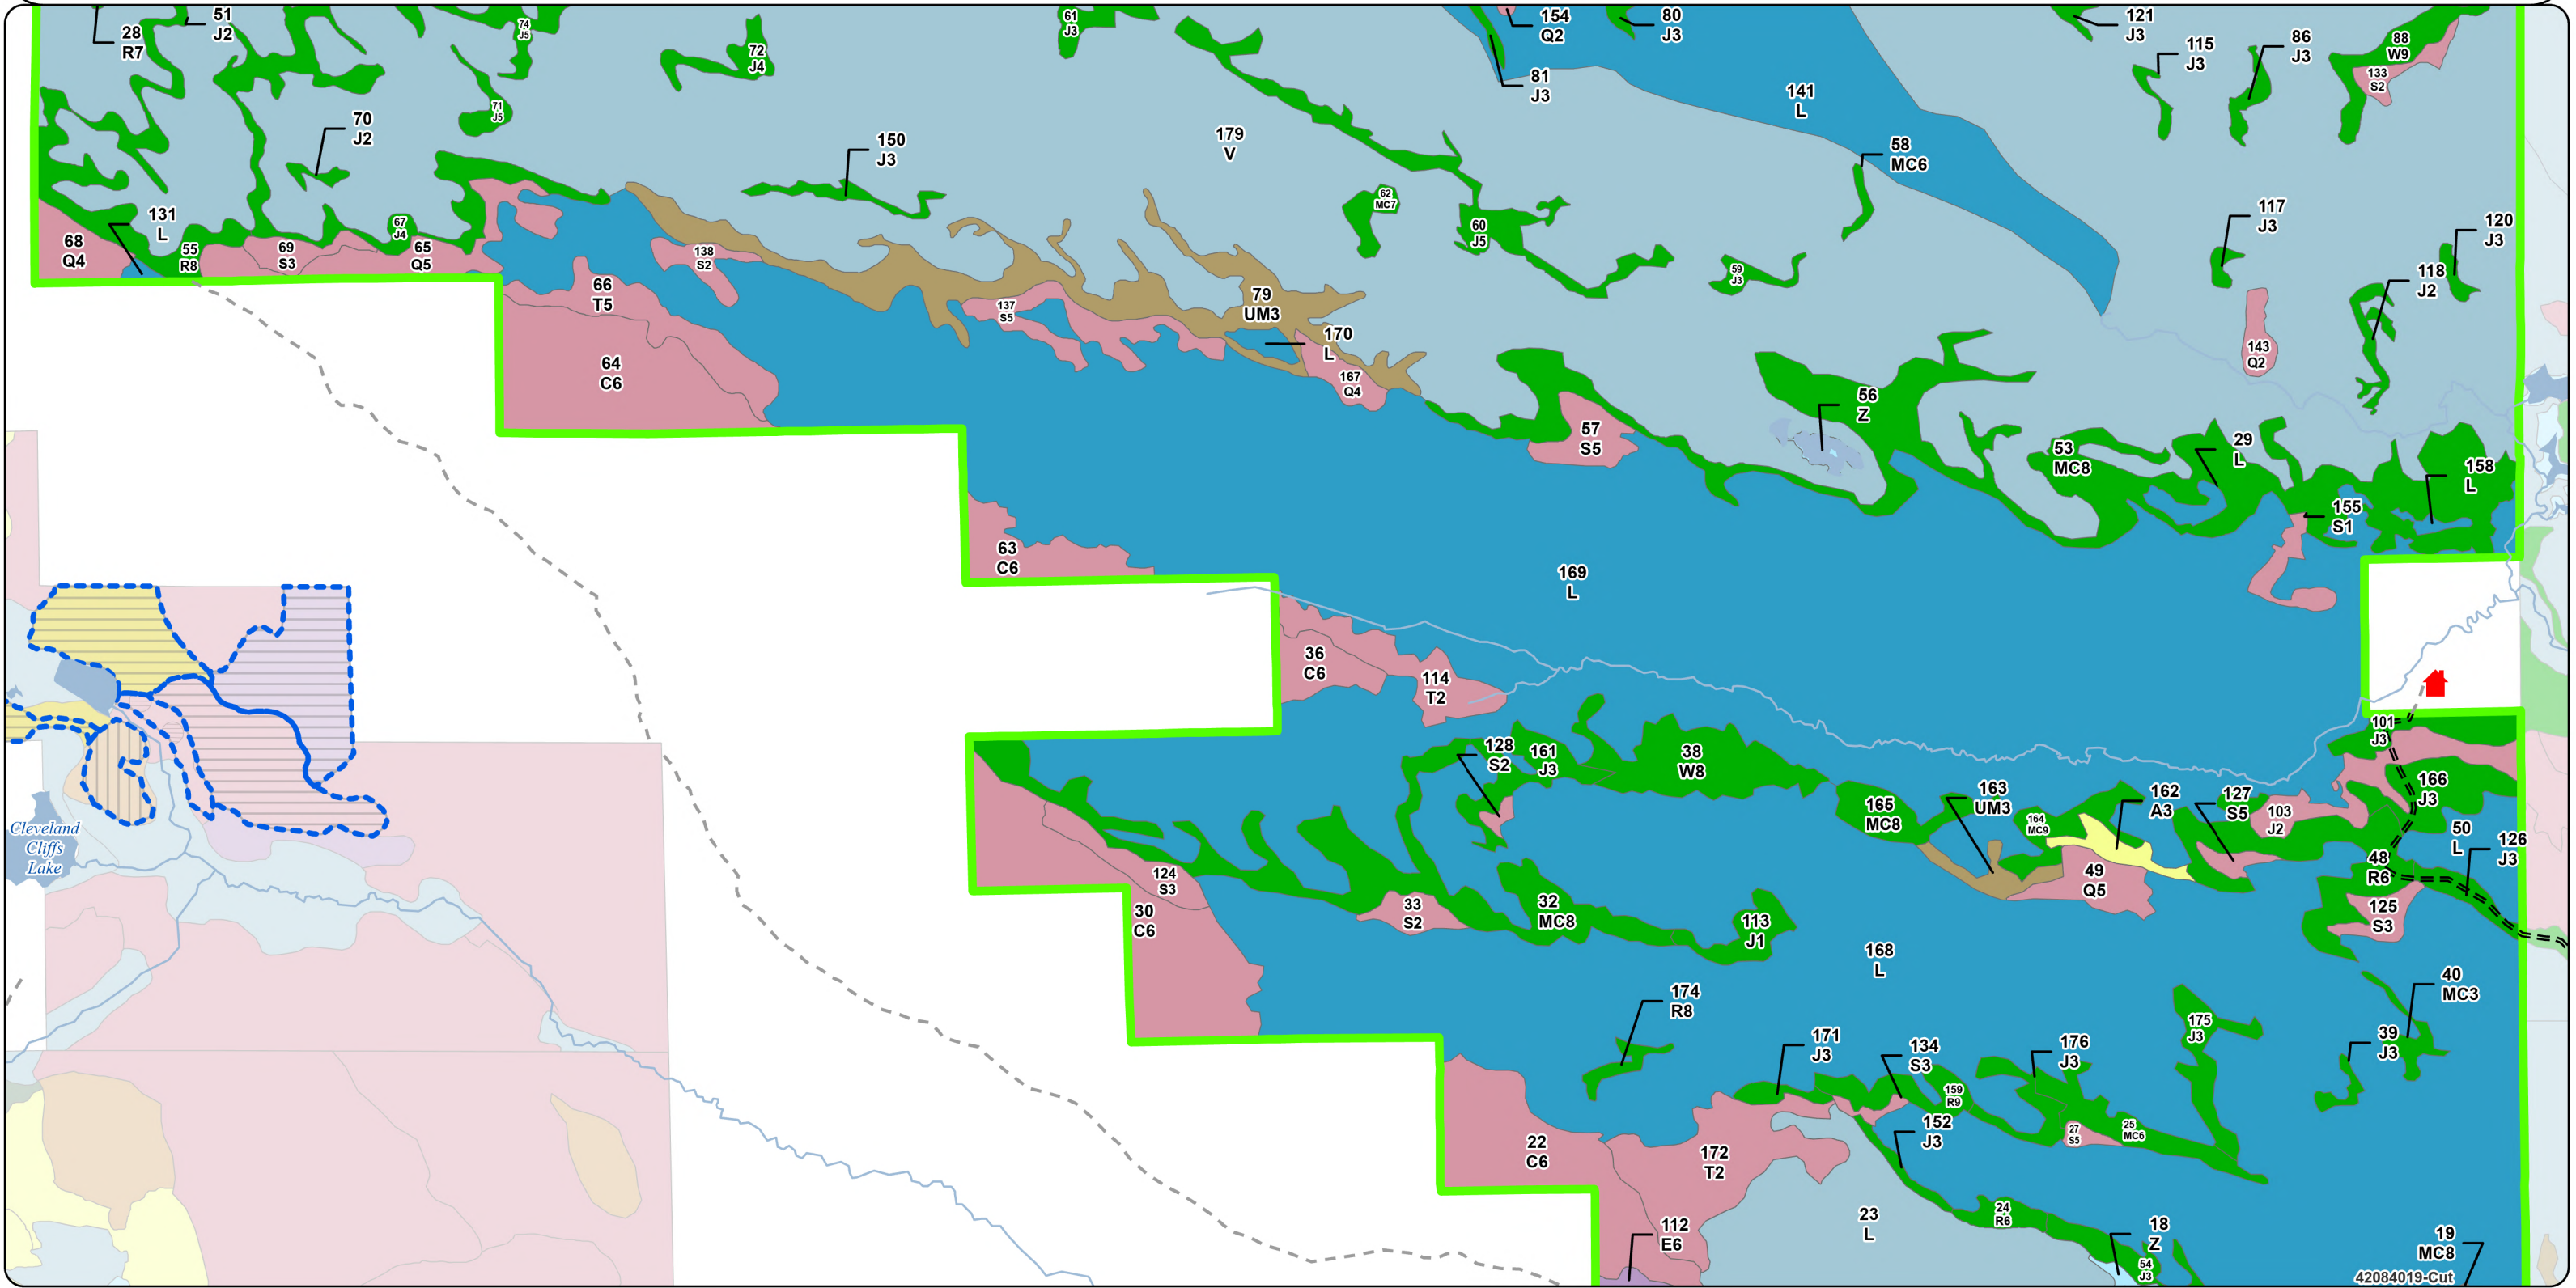 28
R7
51
J2
74
J5
72
J4
61
J3
154
Q2
80
J3
81
J3
141
L
121
J3
115
J3
86
J3
88
W9
133
S2
71
J5
70
J2
150
J3
179
V
58
MC6
62
MC7
60
J5
59
J3
117
J3
120
J3
118
J2
143
Q2
131
L
68
Q4
55
R8
69
S3
67
J4
65
Q5
138
S2
66
T5
64
C6
137
S5
79
UM3
170
L
167
Q4
57
S5
56
Z
53
MC8
29
L
158
L
155
S1
63
C6
169
L
36
C6
114
T2
128
S2
161
J3
38
W8
165
MC8
163
UM3
164
MC9
162
A3
127
S5
103
J2
101
J3
166
J3
50
L
126
J3
48
R6
49
Q5
125
S3
Cleveland
Cliffs
Lake
124
S3
30
C6
33
S2
32
MC8
113
J1
168
L
174
R8
171
J3
134
S3
159
R9
176
J3
175
J3
40
MC3
39
J3
152
J3
27
S5
25
MC6
22
C6
172
T2
112
E6
23
L
24
R6
18
Z
54
J3
19
MC8
42084019-Cut